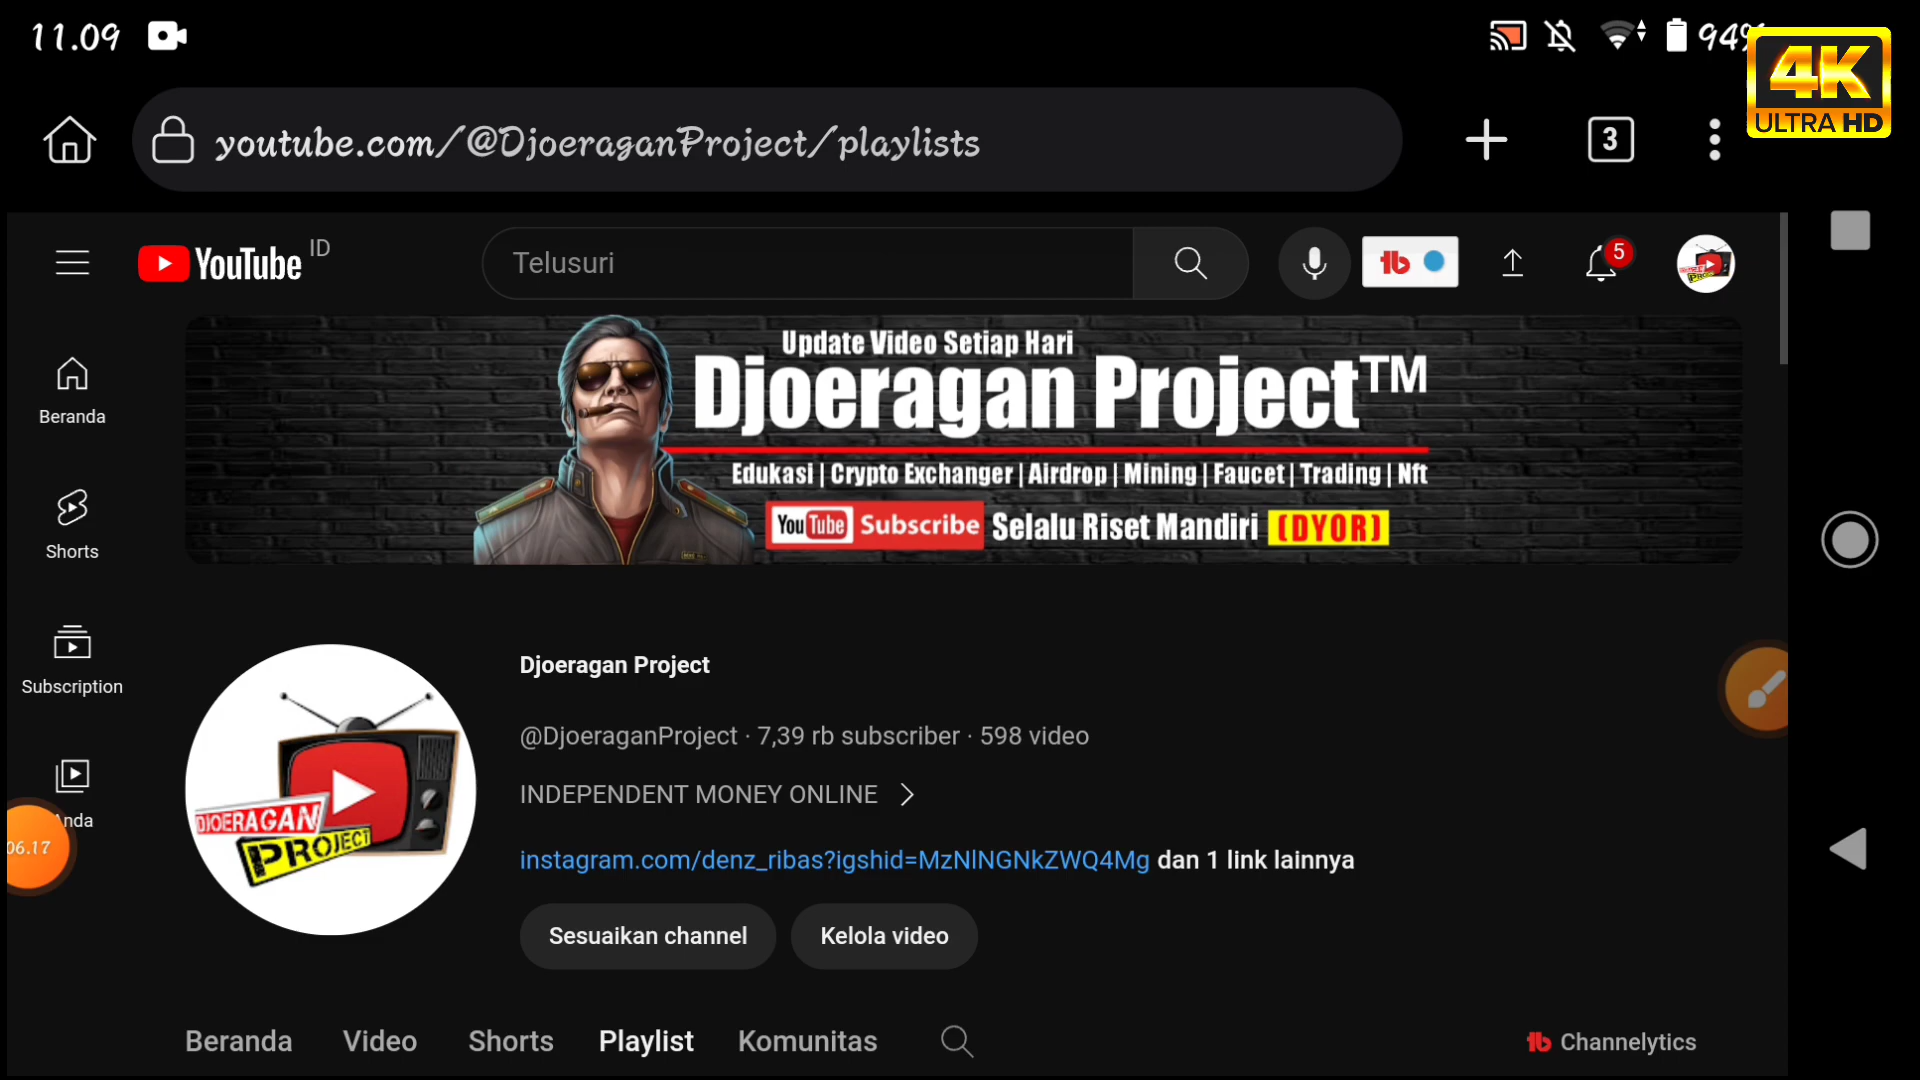 11.09
94%
4K
ULTRA HD
youtube.com/@DjoeraganProject/playlists
3
YouTube ID
Telusuri
5
Update Video Setiap Hari
Djoeragan Project™
Edukasi | Crypto Exchanger | Airdrop | Mining | Faucet | Trading | Nft
YouTube Subscribe Selalu Riset Mandiri (DYOR)
Beranda
Shorts
Subscription
Anda
06.17
DJOERAGAN
PROJECT
Djoeragan Project
@DjoeraganProject · 7,39 rb subscriber · 598 video
INDEPENDENT MONEY ONLINE
instagram.com/denz_ribas?igshid=MzNlNGNkZWQ4Mg dan 1 link lainnya
Sesuaikan channel Kelola video
Beranda Video Shorts Playlist Komunitas
Channelytics